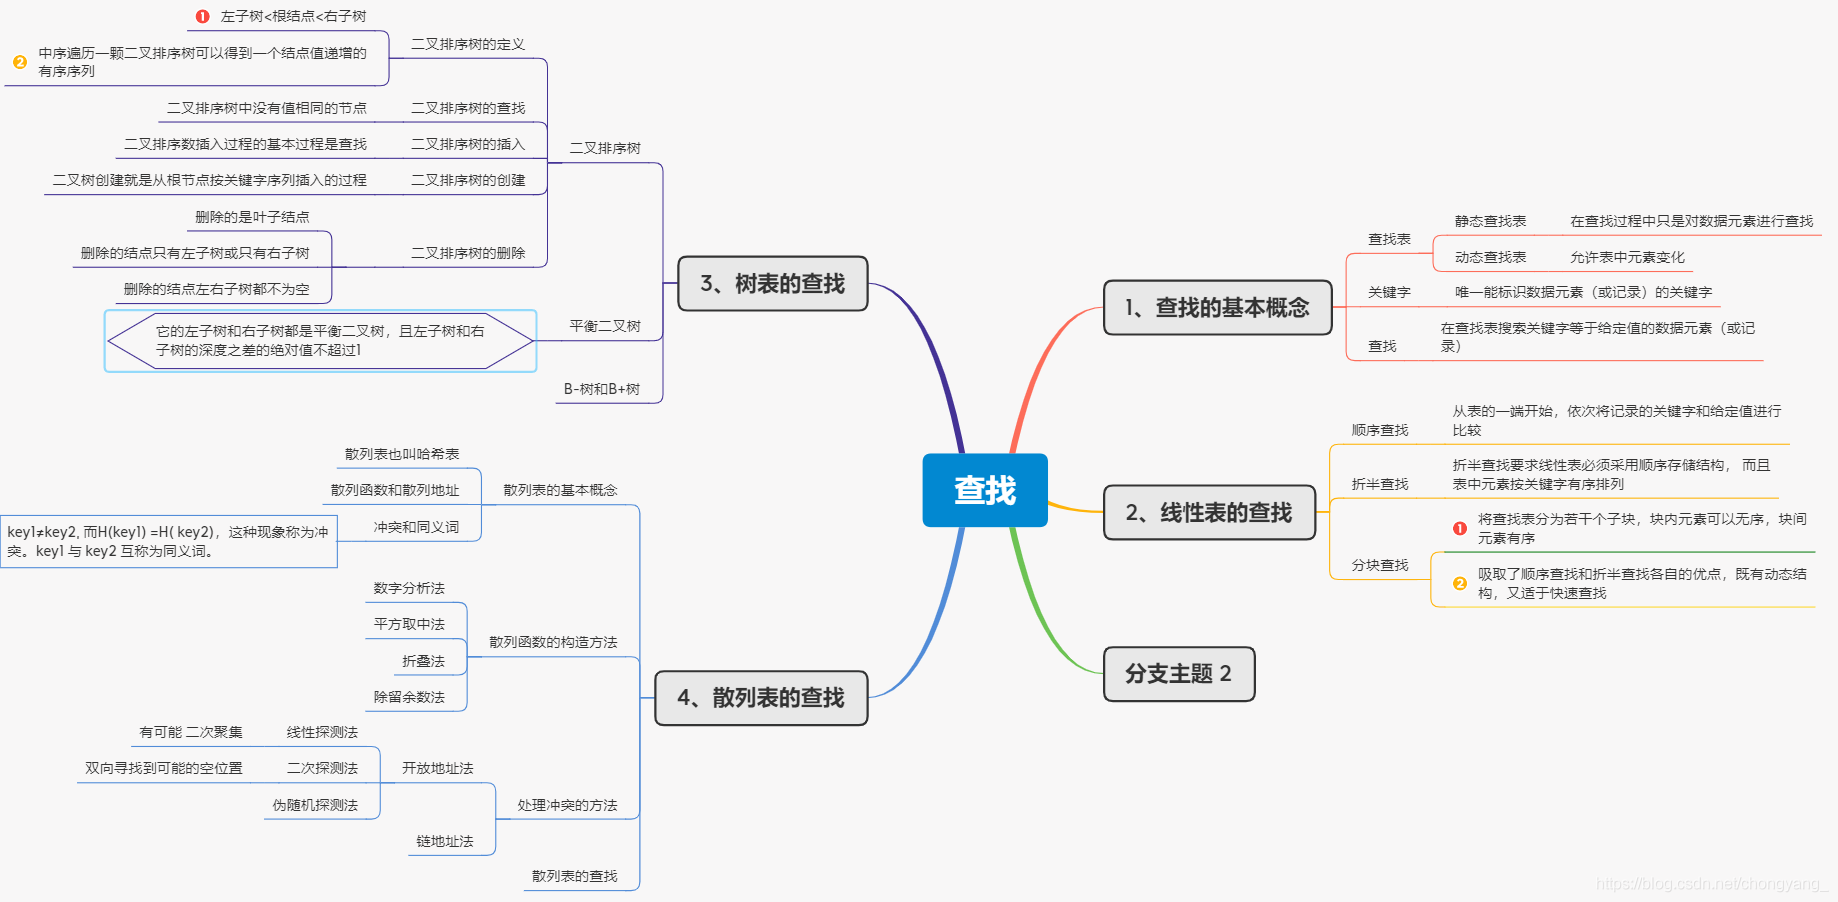 查找
1、查找的基本概念
查找表
静态查找表
在查找过程中只是对数据元素进行查找
动态查找表
允许表中元素变化
关键字
唯一能标识数据元素（或记录）的关键字
查找
在查找表搜索关键字等于给定值的数据元素（或记
录）
2、线性表的查找
顺序查找
从表的一端开始，依次将记录的关键字和给定值进行
比较
折半查找
折半查找要求线性表必须采用顺序存储结构， 而且
表中元素按关键字有序排列
分块查找
1 将查找表分为若干个子块，块内元素可以无序，块间
元素有序
2 吸取了顺序查找和折半查找各自的优点，既有动态结
构，又适于快速查找
分支主题 2
3、树表的查找
二叉排序树
二叉排序树的定义
1 左子树<根结点<右子树
2 中序遍历一颗二叉排序树可以得到一个结点值递增的
有序序列
二叉排序树的查找
二叉排序树中没有值相同的节点
二叉排序树的插入
二叉排序数插入过程的基本过程是查找
二叉排序树的创建
二叉树创建就是从根节点按关键字序列插入的过程
二叉排序树的删除
删除的是叶子结点
删除的结点只有左子树或只有右子树
删除的结点左右子树都不为空
平衡二叉树
它的左子树和右子树都是平衡二叉树，且左子树和右
子树的深度之差的绝对值不超过1
B-树和B+树
4、散列表的查找
散列表的基本概念
散列表也叫哈希表
散列函数和散列地址
冲突和同义词
key1≠key2, 而H(key1) =H( key2)，这种现象称为冲
突。key1 与 key2 互称为同义词。
散列函数的构造方法
数字分析法
平方取中法
折叠法
除留余数法
处理冲突的方法
开放地址法
线性探测法
有可能 二次聚集
二次探测法
双向寻找到可能的空位置
伪随机探测法
链地址法
散列表的查找
https://blog.csdn.net/chongyang_